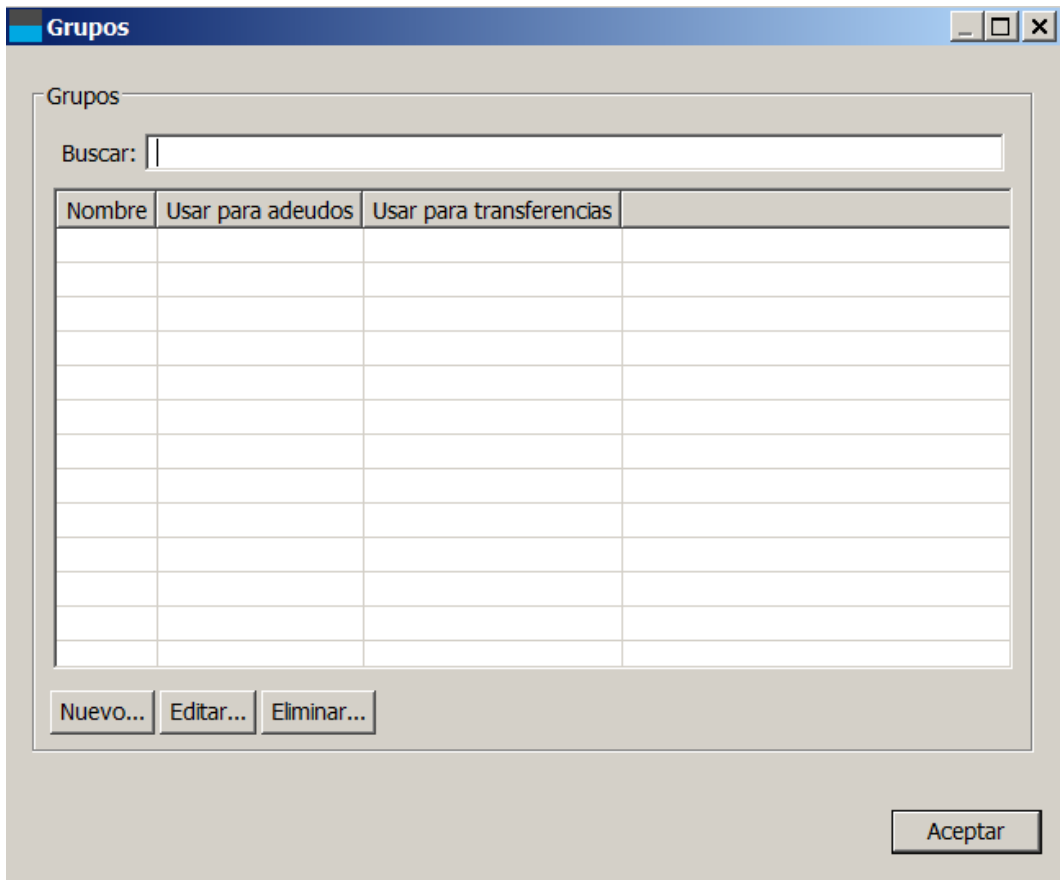 Grupos
Grupos
Buscar:
Nombre Usar para adeudos Usar para transferencias
Nuevo... Editar... Eliminar...
Aceptar